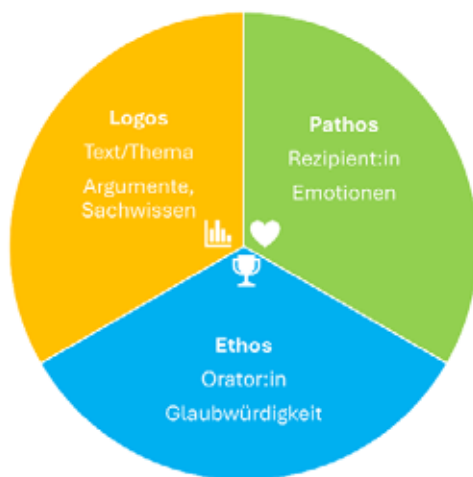 Logos
Text/Thema
Argumente,
Sachwissen
Pathos
Rezipient:in
Emotionen
Ethos
Orator:in
Glaubwürdigkeit